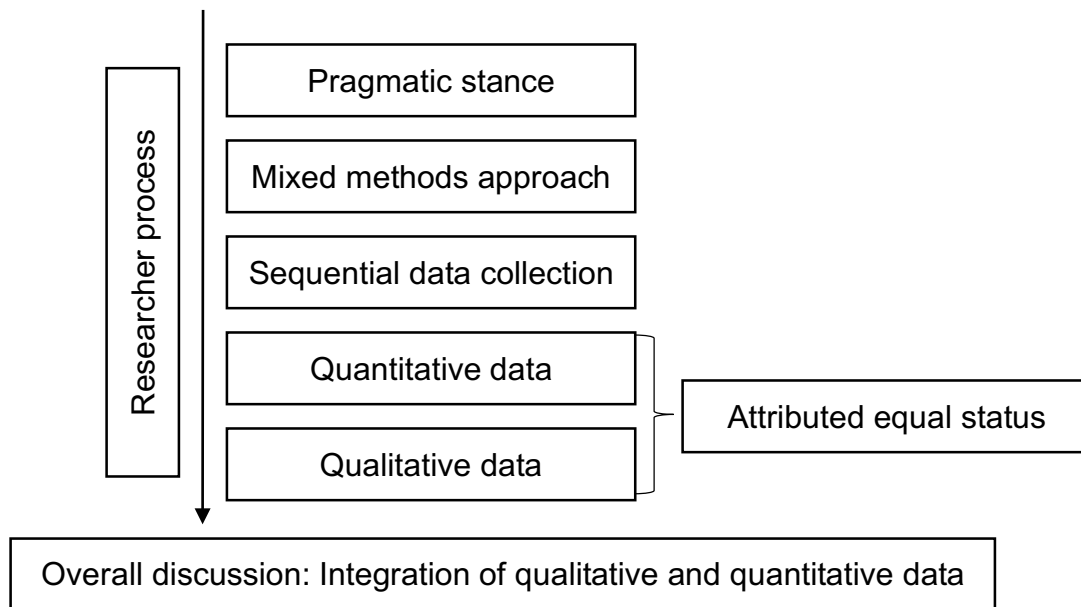 Researcher process
Pragmatic stance
Mixed methods approach
Sequential data collection
Quantitative data
Qualitative data
Attributed equal status
Overall discussion: Integration of qualitative and quantitative data